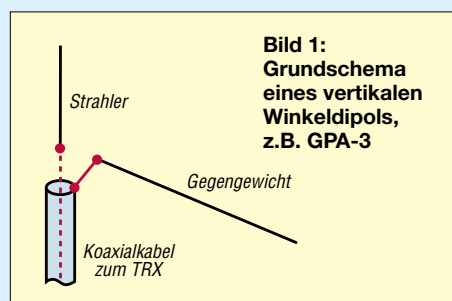 Bild 1:
Grundschema
eines vertikalen
Winkeldipols,
z.B. GPA-3
Strahler
Gegengewicht
Koaxialkabel
zum TRX